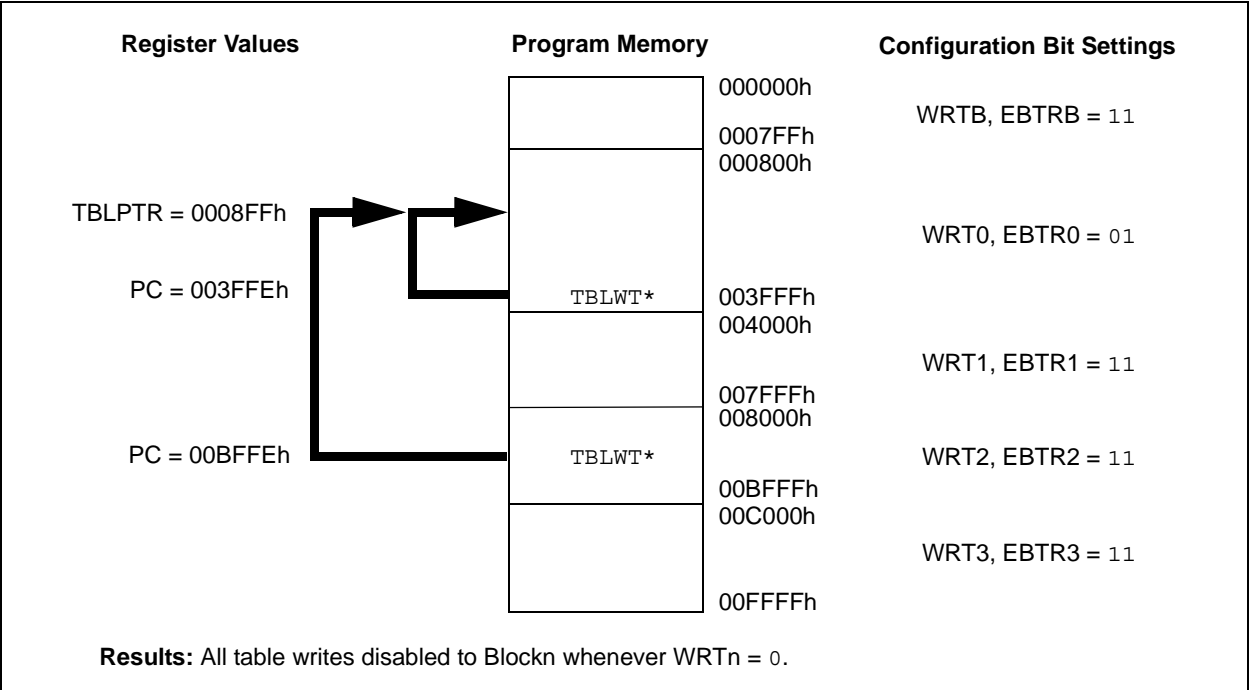 Register Values Program Memory Configuration Bit Settings
000000h
WRTB, EBTRB = 11
0007FFh
000800h
TBLPTR = 0008FFh
WRT0, EBTR0 = 01
PC = 003FFEh TBLWT* 003FFFh
004000h
WRT1, EBTR1 = 11
007FFFh
008000h
PC = 00BFFEh TBLWT* WRT2, EBTR2 = 11
00BFFFh
00C000h
WRT3, EBTR3 = 11
00FFFFh
Results: All table writes disabled to Blockn whenever WRTn = 0.